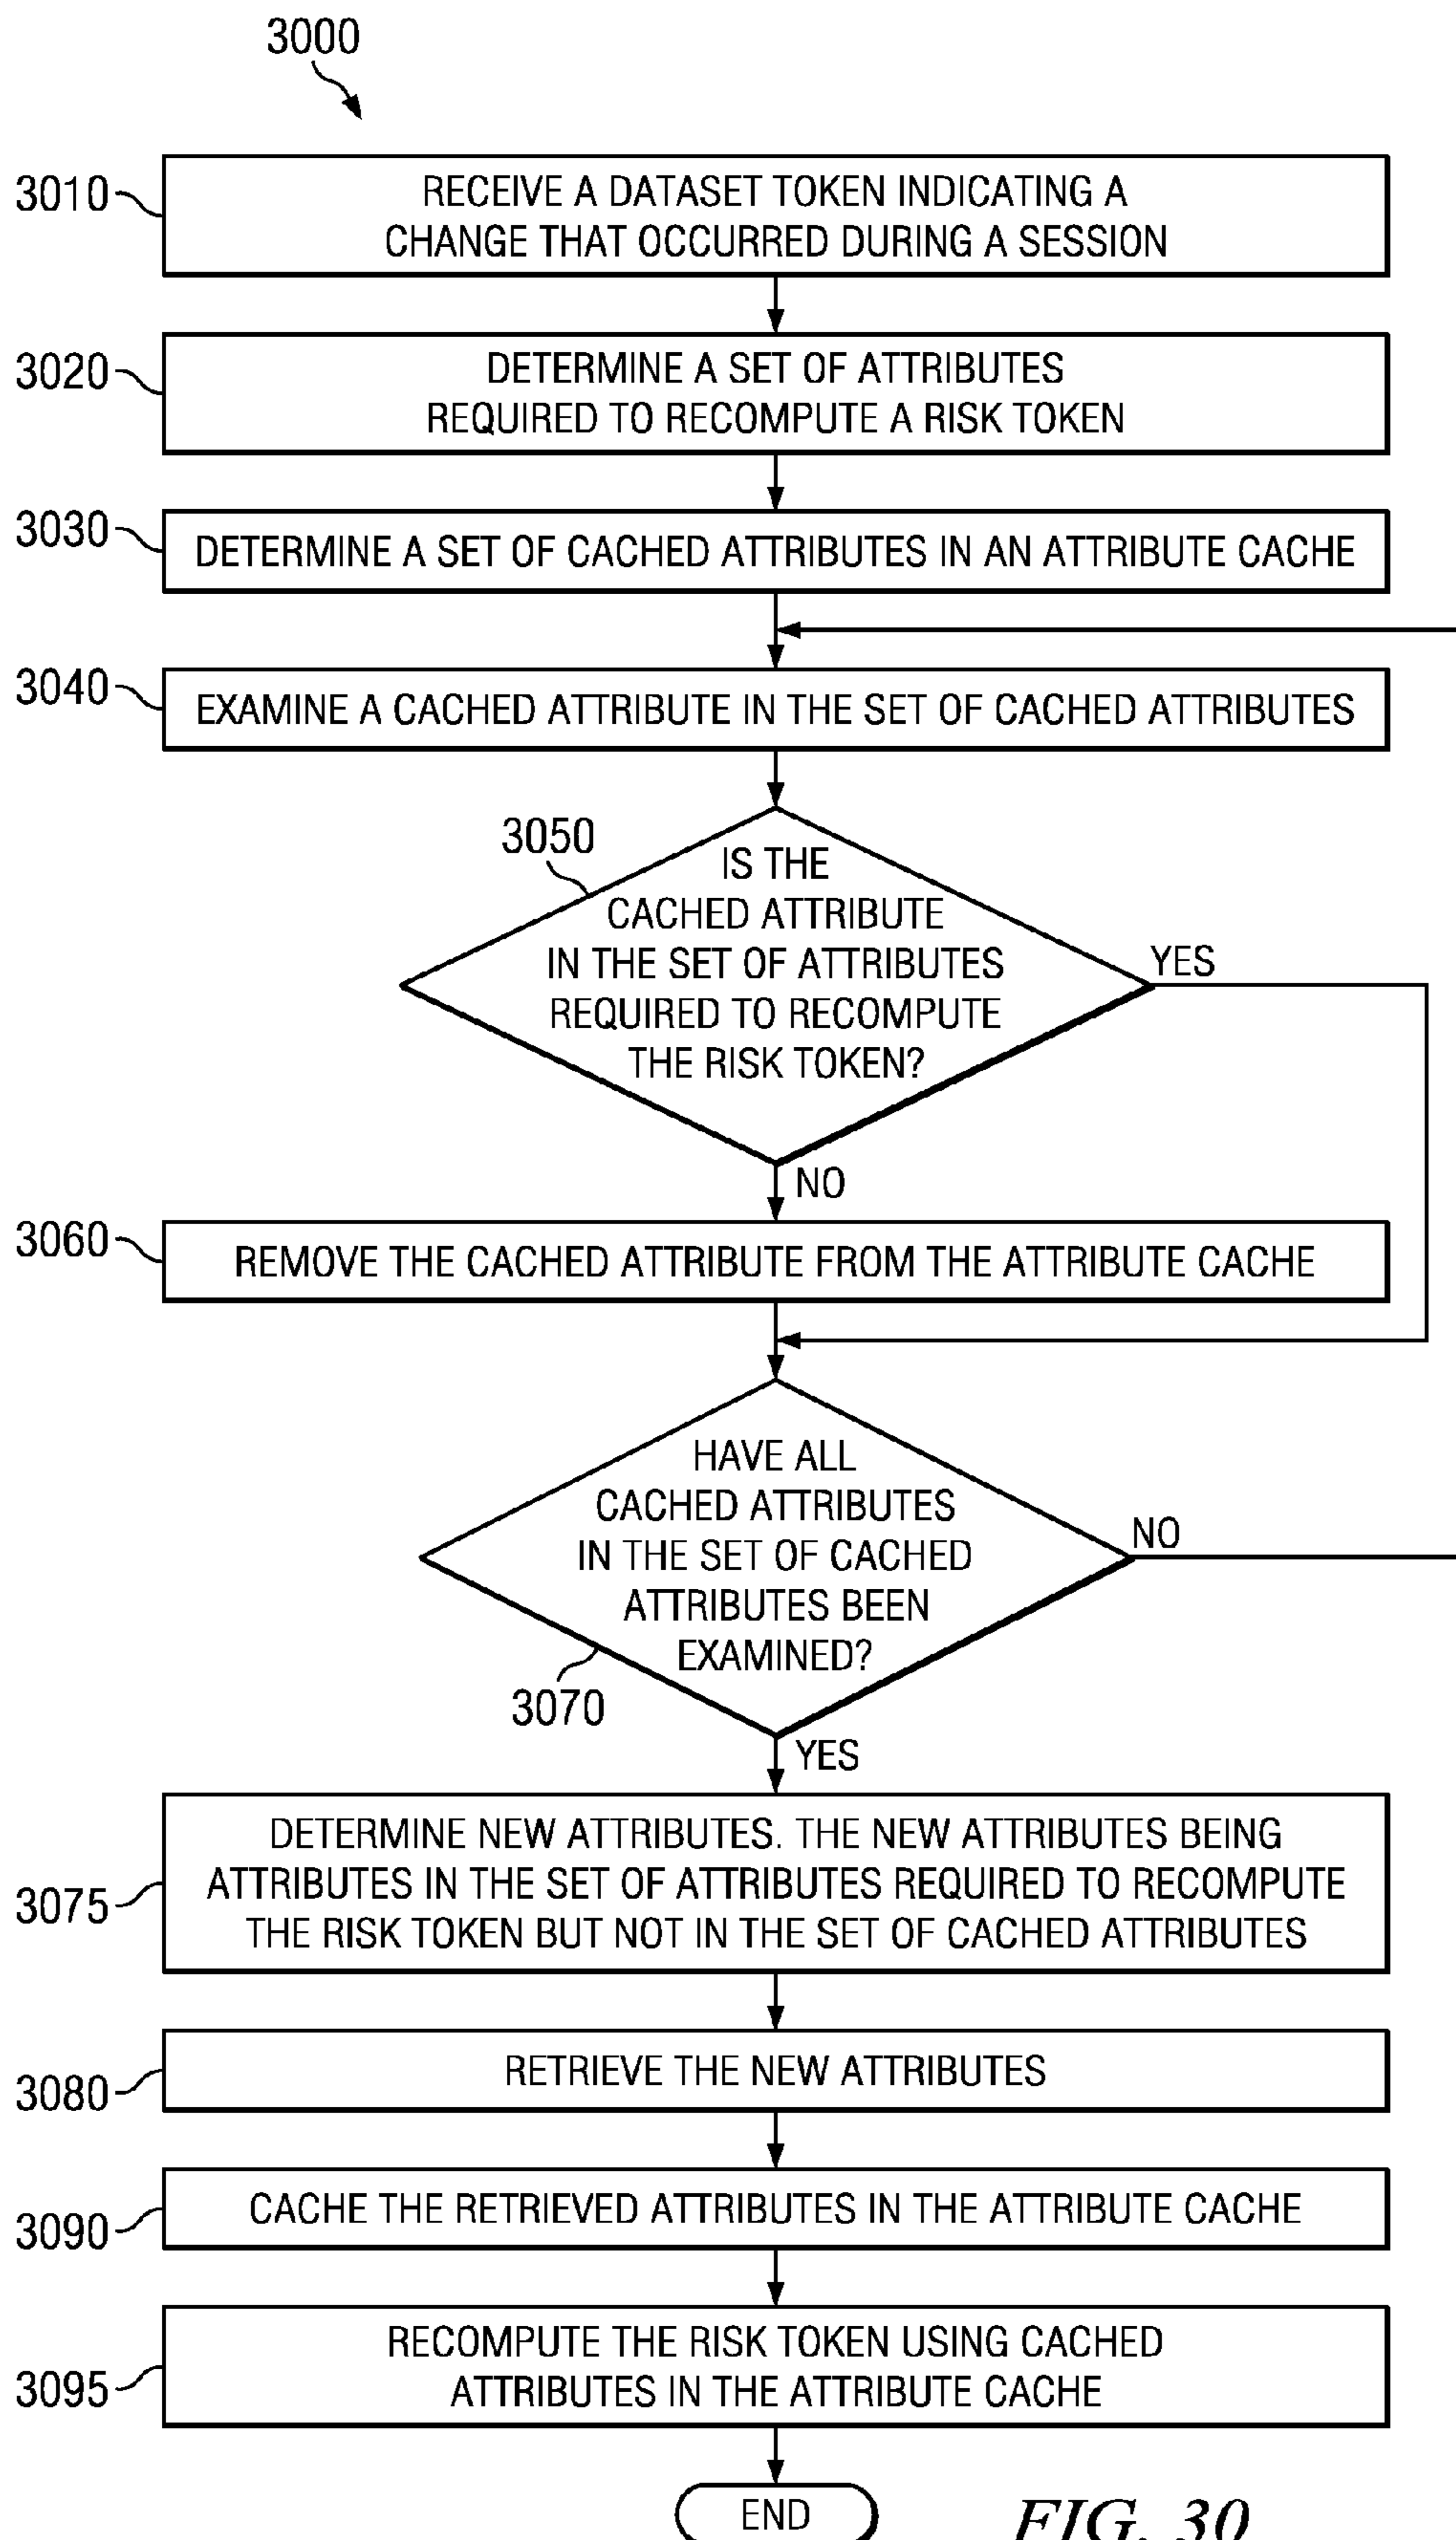 3000
3010
RECEIVE A DATASET TOKEN INDICATING A
CHANGE THAT OCCURRED DURING A SESSION
3020
DETERMINE A SET OF ATTRIBUTES
REQUIRED TO RECOMPUTE A RISK TOKEN
3030
DETERMINE A SET OF CACHED ATTRIBUTES IN AN ATTRIBUTE CACHE
3040
EXAMINE A CACHED ATTRIBUTE IN THE SET OF CACHED ATTRIBUTES
3050
IS THE
CACHED ATTRIBUTE
IN THE SET OF ATTRIBUTES
REQUIRED TO RECOMPUTE
THE RISK TOKEN?
YES
NO
3060
REMOVE THE CACHED ATTRIBUTE FROM THE ATTRIBUTE CACHE
HAVE ALL
CACHED ATTRIBUTES
IN THE SET OF CACHED
ATTRIBUTES BEEN
EXAMINED?
NO
3070
YES
3075
DETERMINE NEW ATTRIBUTES. THE NEW ATTRIBUTES BEING
ATTRIBUTES IN THE SET OF ATTRIBUTES REQUIRED TO RECOMPUTE
THE RISK TOKEN BUT NOT IN THE SET OF CACHED ATTRIBUTES
3080
RETRIEVE THE NEW ATTRIBUTES
3090
CACHE THE RETRIEVED ATTRIBUTES IN THE ATTRIBUTE CACHE
3095
RECOMPUTE THE RISK TOKEN USING CACHED
ATTRIBUTES IN THE ATTRIBUTE CACHE
END
FIG. 30